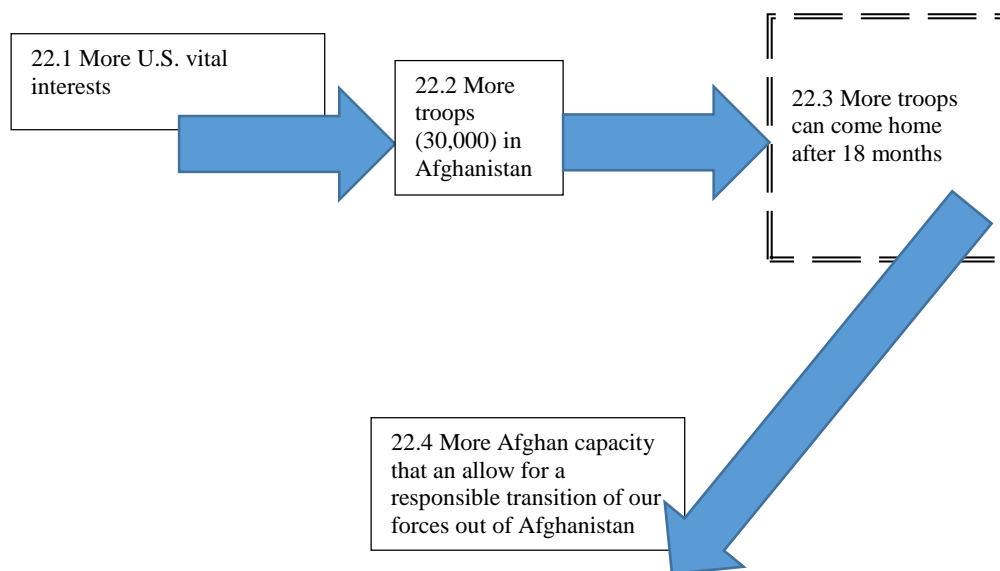 22.1 More U.S. vital
interests
22.2 More
troops
(30,000) in
Afghanistan
22.3 More troops
can come home
after 18 months
22.4 More Afghan capacity
that an allow for a
responsible transition of our
forces out of Afghanistan